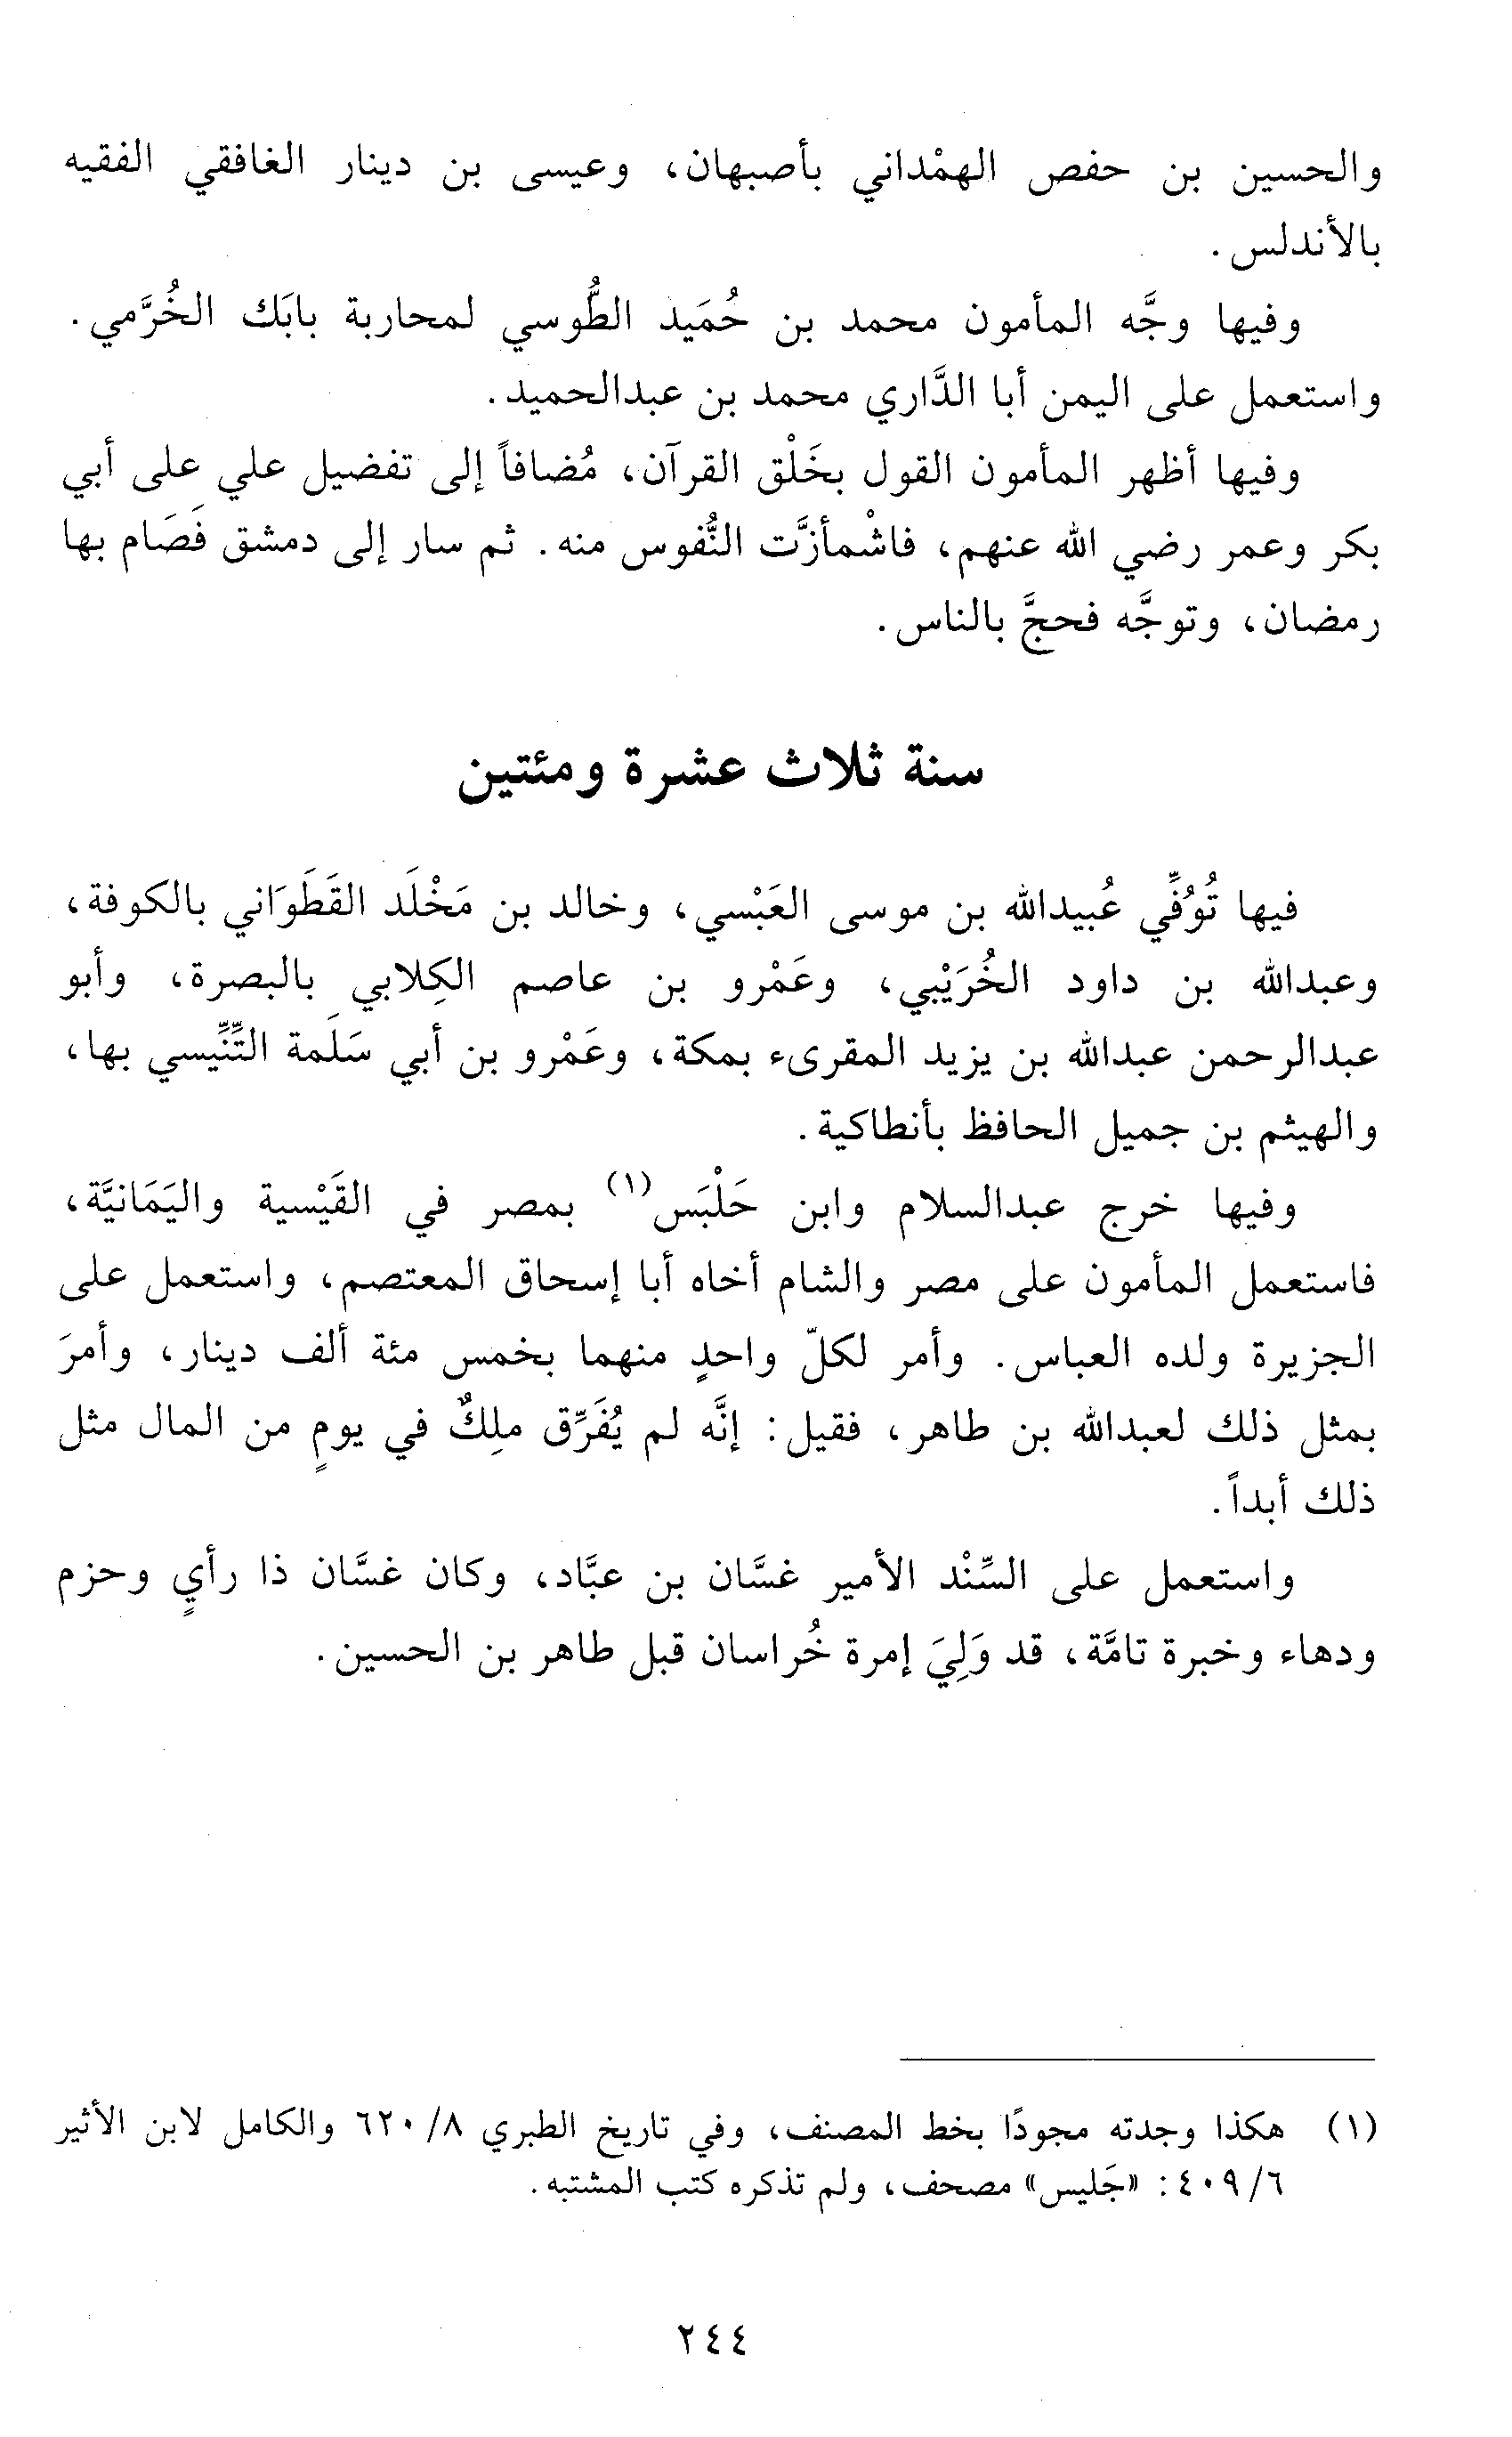 والحسين بن حفص الهمْداني بأصبهان، وعيسى بن دينار الغافقي الفقيه
بالأندلس.
وفيها وجَّه المأمون محمد بن حُمَيد الطُّوسي لمحاربة بابَك الخُرَّمي.
واستعمل على اليمن أبا الدَّاري محمد بن عبدالحميد.
وفيها أظهر المأمون القول بخَلْق القرآن، مُضافاً إلى تفضيل علي على أبي
بكر وعمر رضي الله عنهم، فاشْمأزَّت النُّفوس منه. ثم سار إلى دمشق فَصَام بها
رمضان، وتوجَّه فحجَّ بالناس.
سنة ثلاث عشرة ومئتين
فيها تُوُفِّي عُبيدالله بن موسى العَبْسي، وخالد بن مَخْلَد القَطَوَاني بالكوفة،
وعبدالله بن داود الخُرَيْبي، وعَمْرو بن عاصم الكِلابي بالبصرة، وأبو
عبدالرحمن عبدالله بن يزيد المقرىء بمكة، وعَمْرو بن أبي سَلَمة التِّنِّيسي بها،
والهيثم بن جميل الحافظ بأنطاكية.
وفيها خرج عبدالسلام وابن حَلْبَس(١) بمصر في القَيْسية واليَمَانيَّة،
فاستعمل المأمون على مصر والشام أخاه أبا إسحاق المعتصم، واستعمل على
الجزيرة ولده العباس. وأمر لكلّ واحدٍ منهما بخمس مئة ألف دينار، وأمرَ
بمثل ذلك لعبدالله بن طاهر، فقيل: إنَّه لم يُفَرِّق ملِكٌ في يومٍ من المال مثل
ذلك أبداً.
واستعمل على السِّنْد الأمير غسَّان بن عبَّاد، وكان غسَّان ذا رأيٍ وحزم
ودهاء وخبرة تامَّة، قد وَلِيَ إمرة خُراسان قبل طاهر بن الحسين.
(١) هكذا وجدته مجودًا بخط المصنف، وفي تاريخ الطبري ٨/ ٦٢٠ والكامل لابن الأثير
٦/ ٤٠٩: «جَليس» مصحف، ولم تذكره كتب المشتبه.
٢٤٤